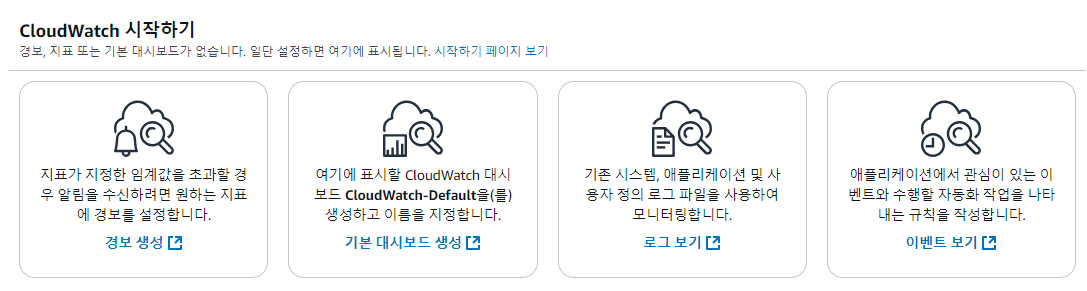 CloudWatch 시작하기
경보, 지표 또는 기본 대시보드가 없습니다. 일단 설정하면 여기에 표시됩니다. 시작하기 페이지 보기
지표가 지정한 임계값을 초과할 경
우 알림을 수신하려면 원하는 지표
에 경보를 설정합니다.
경보 생성
여기에 표시할 CloudWatch 대시
보드 CloudWatch-Default을(를)
생성하고 이름을 지정합니다.
기본 대시보드 생성
기존 시스템, 애플리케이션 및 사
용자 정의 로그 파일을 사용하여
모니터링합니다.
로그 보기
애플리케이션에서 관심이 있는 이
벤트와 수행할 자동화 작업을 나타
내는 규칙을 작성합니다.
이벤트 보기